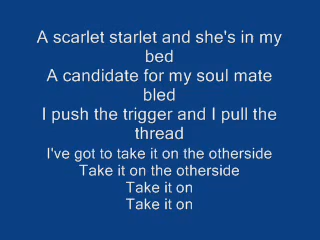 A scarlet starlet and she's in my
bed
A candidate for my soul mate
bled
I push the trigger and I pull the
thread
I've got to take it on the otherside
Take it on the otherside
Take it on
Take it on